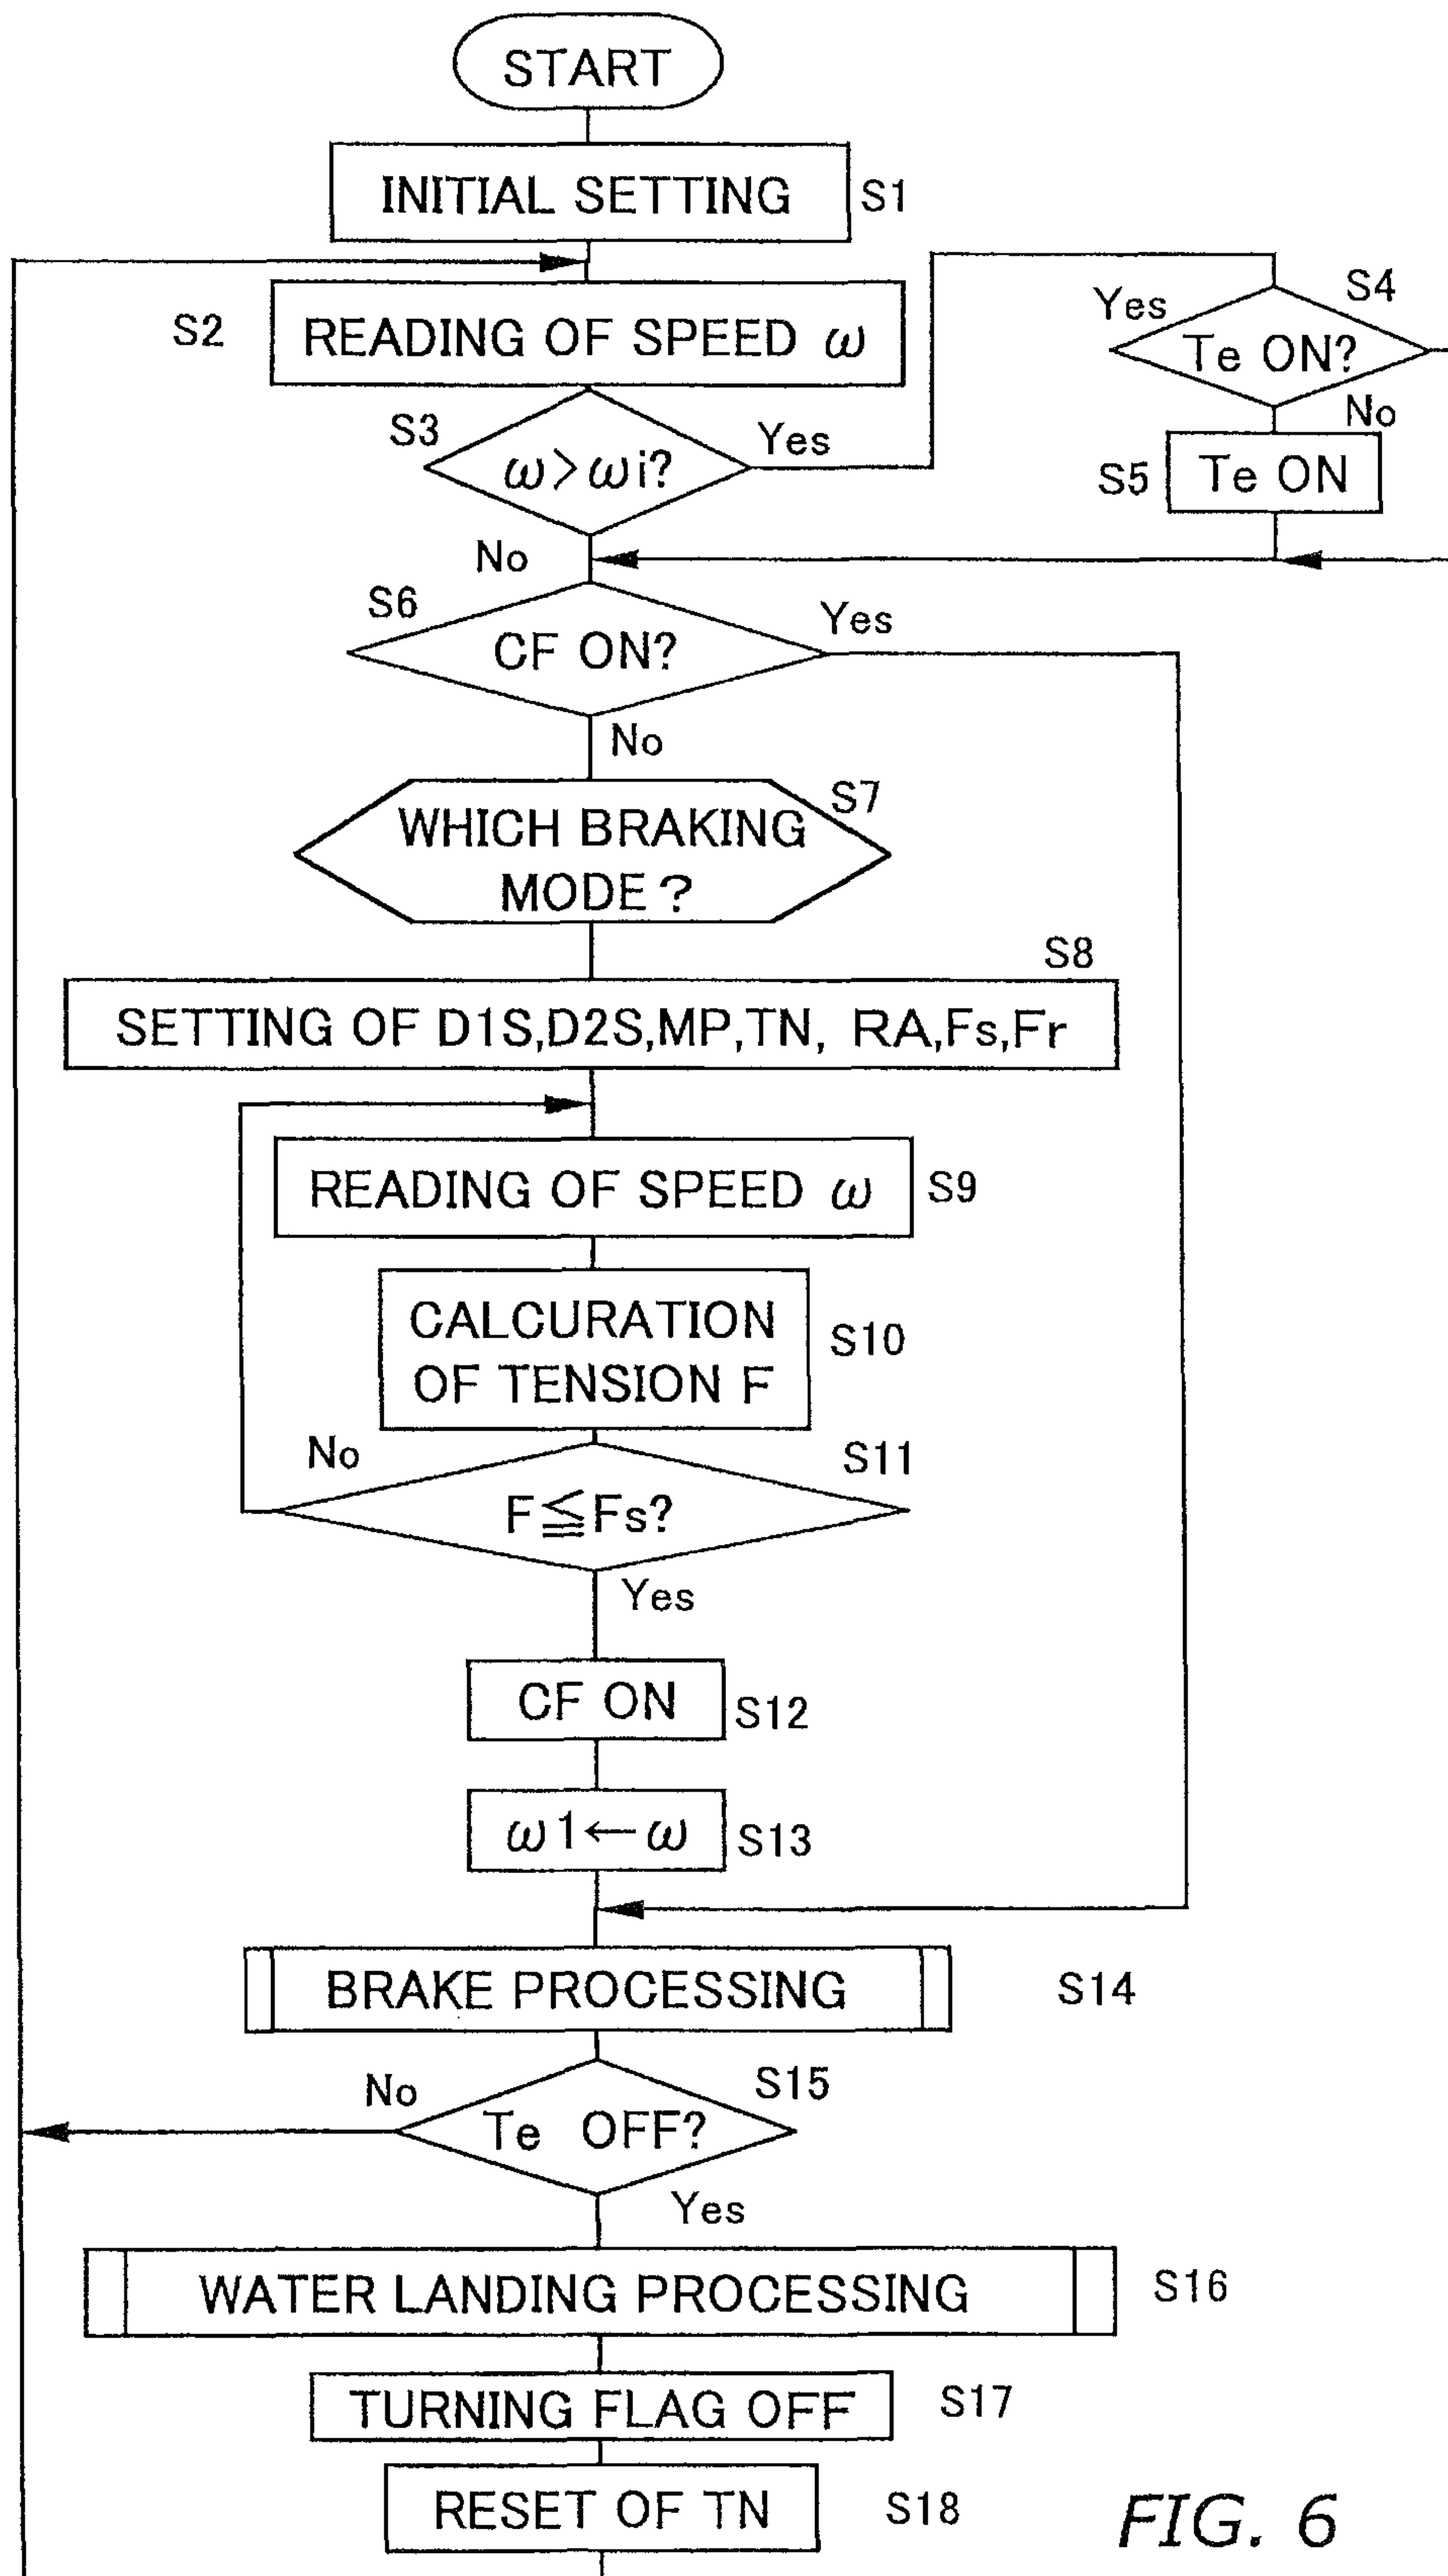 START
INITIAL SETTING
S1
S2
READING OF SPEED ω
S3
ω>ωi?
Yes
No
S4
Yes
Te ON?
No
S5
Te ON
S6
CF ON?
Yes
No
S7
WHICH BRAKING
MODE?
S8
SETTING OF D1S,D2S,MP,TN, RA,Fs,Fr
READING OF SPEED ω
S9
CALCURATION
OF TENSION F
S10
No
S11
F≦Fs?
Yes
CF ON
S12
ω1←ω
S13
BRAKE PROCESSING
S14
No
S15
Te OFF?
Yes
WATER LANDING PROCESSING
S16
TURNING FLAG OFF
S17
RESET OF TN
S18
FIG. 6